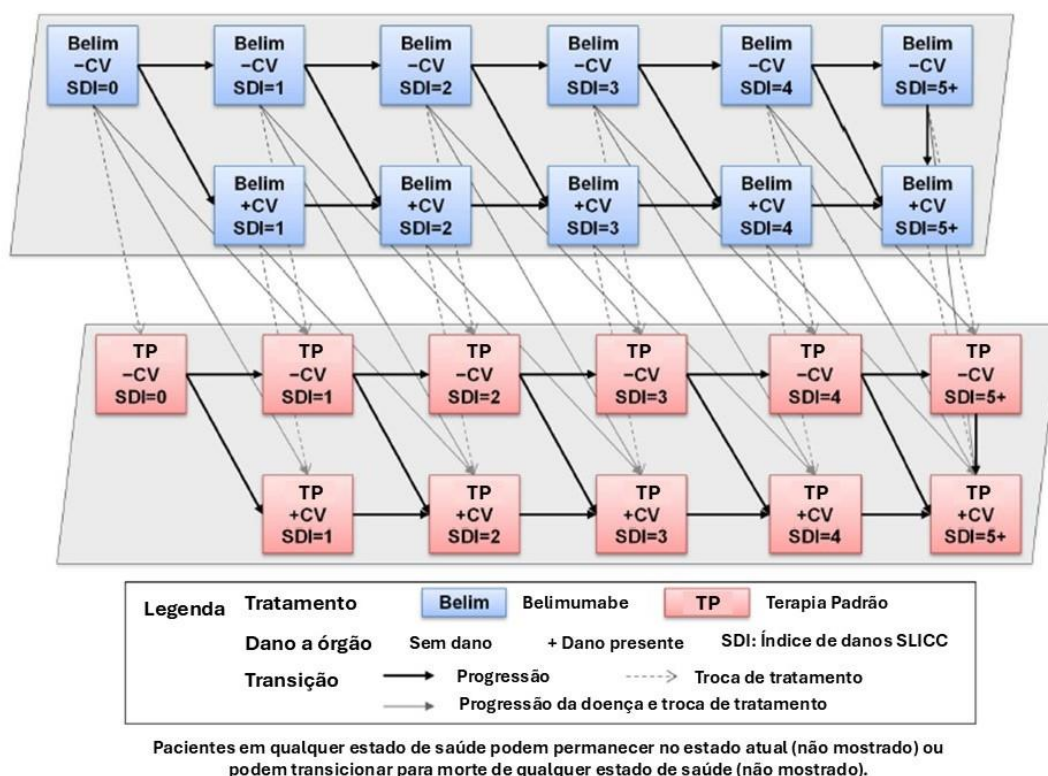 Belim Belim Belim Belim Belim Belim
−CV −CV −CV −CV −CV −CV
SDI=0 SDI=1 SDI=2 SDI=3 SDI=4 SDI=5+
Belim Belim Belim Belim Belim
+CV +CV +CV +CV +CV
SDI=1 SDI=2 SDI=3 SDI=4 SDI=5+
TP TP TP TP TP TP
−CV −CV −CV −CV −CV −CV
SDI=0 SDI=1 SDI=2 SDI=3 SDI=4 SDI=5+
TP TP TP TP TP
+CV +CV +CV +CV +CV
SDI=1 SDI=2 SDI=3 SDI=4 SDI=5+
Legenda Tratamento Belim Belimumabe TP Terapia Padrão
Dano a órgão Sem dano + Dano presente SDI: Índice de danos SLICC
Transição Progressão Troca de tratamento
Progressão da doença e troca de tratamento
Pacientes em qualquer estado de saúde podem permanecer no estado atual (não mostrado) ou
podem transicionar para morte de qualquer estado de saúde (não mostrado).